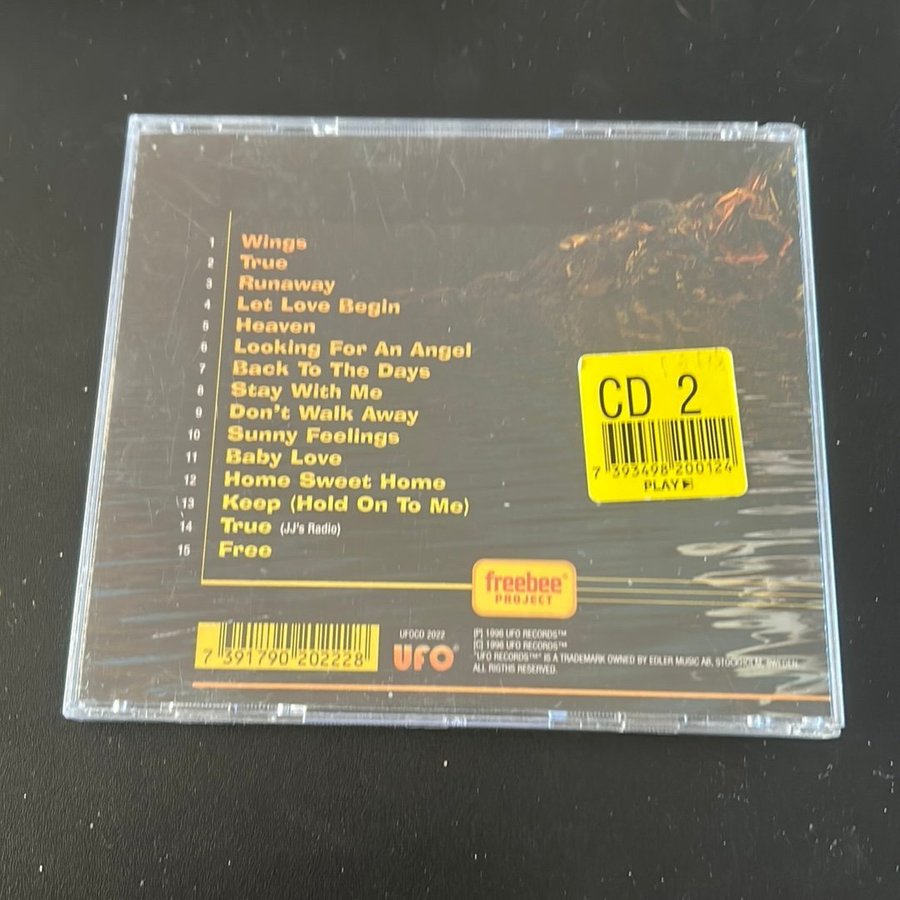 1 Wings
2 True
3 Runaway
4 Let Love Begin
5 Heaven
6 Looking For An Angel
7 Back To The Days
8 Stay With Me
9 Don't Walk Away
10 Sunny Feelings
11 Baby Love
12 Home Sweet Home
13 Keep (Hold On To Me)
14 True (JJ's Radio)
15 Free
CD 2
7 393498 200124
PLAY
freebee®
PROJECT
7 391790 202228
UFOCD 2022
UFO®
(P) 1996 UFO RECORDS™
(C) 1996 UFO RECORDS™
"UFO RECORDS™" IS A TRADEMARK OWNED BY EDLER MUSIC AB, STOCKHOLM, SWEDEN.
ALL RIGTHS RESERVED.